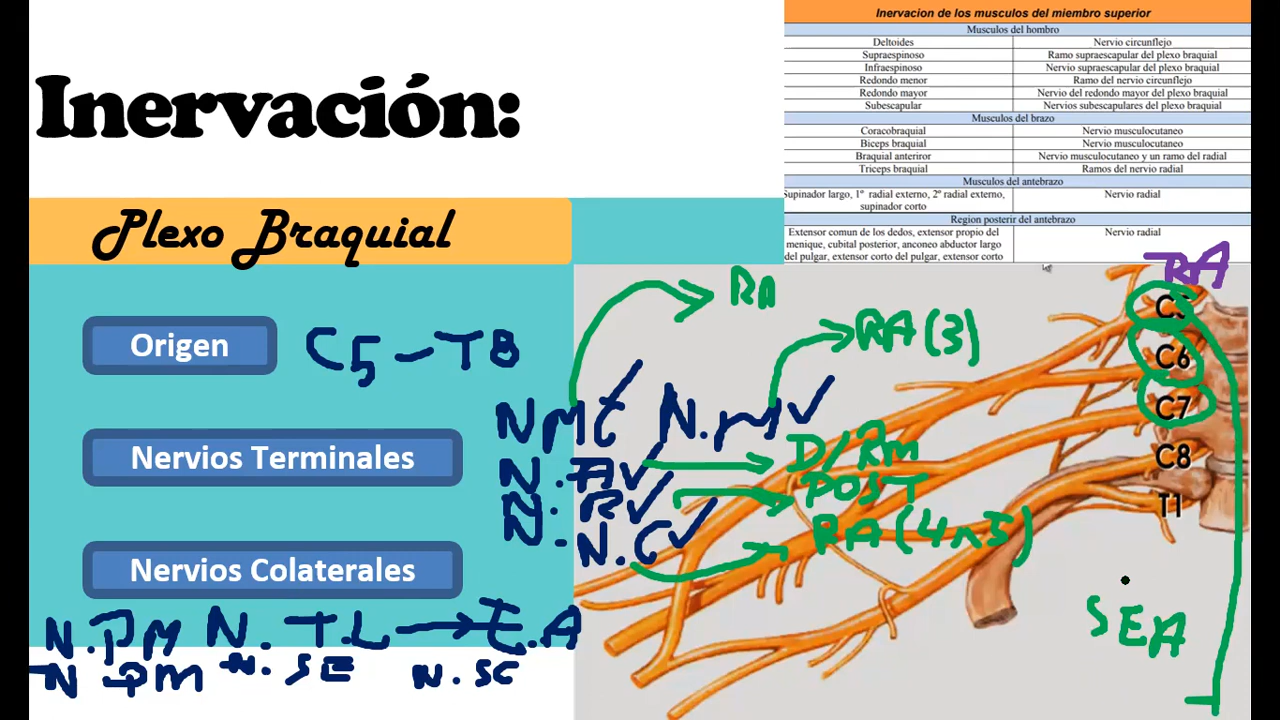 Inervación:
Plexo Braquial
Origen C5-T8
Nervios Terminales
NMC N.M
N.A
N.R
N.C
Nervios Colaterales
N.PM N.TL → E.A
N PM N.SE N.SC
Inervacion de los musculos del miembro superior
Musculos del hombro
Deltoides Nervio circunflejo
Supraespinoso Ramo supraescapular del plexo braquial
Infraespinoso Nervio supraescapular del plexo braquial
Redondo menor Ramo del nervio circunflejo
Redondo mayor Nervio del redondo mayor del plexo braquial
Subescapular Nervios subescapulares del plexo braquial
Musculos del brazo
Coracobraquial Nervio musculocutaneo
Biceps braquial Nervio musculocutaneo
Braquial anteriror Nervio musculocutaneo y un ramo del radial
Triceps braquial Ramos del nervio radial
Musculos del antebrazo
Supinador largo, 1º radial externo, 2º radial externo, Nervio radial
supinador corto
Region posterir del antebrazo
Extensor comun de los dedos, extensor propio del Nervio radial
menique, cubital posterior, anconeo abductor largo
del pulgar, extensor corto del pulgar, extensor corto
RA
RA
RA(3)
D/RM
POST
RA(4 5)
C5
C6
C7
C8
T1
SEA